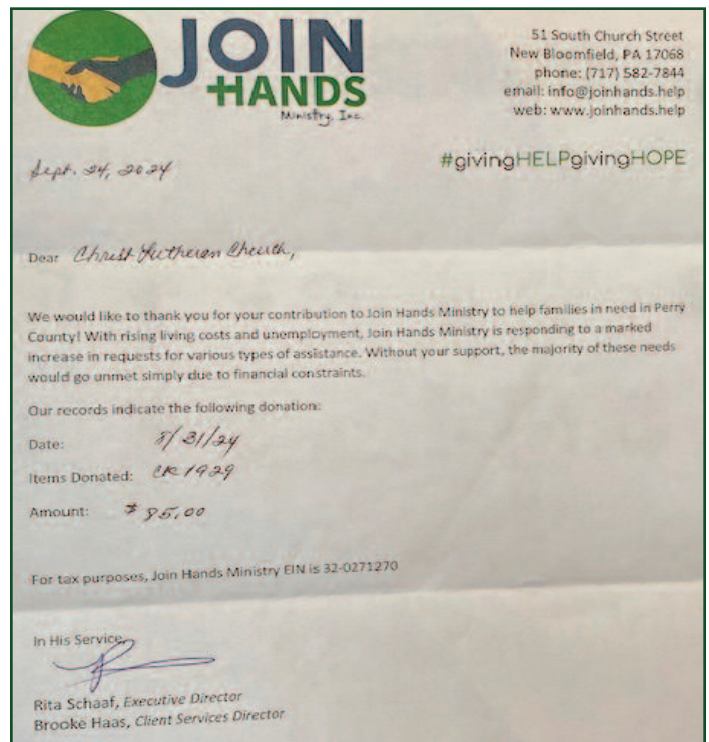 JOIN
HANDS
Ministry, Inc.
51 South Church Street
New Bloomfield, PA 17068
phone: (717) 582-7844
email: info@joinhands.help
web: www.joinhands.help
#givingHELPgivingHOPE
Sept. 24, 2024
Dear Christ Lutheran Church,
We would like to thank you for your contribution to Join Hands Ministry to help families in need in Perry
County! With rising living costs and unemployment, Join Hands Ministry is responding to a marked
increase in requests for various types of assistance. Without your support, the majority of these needs
would go unmet simply due to financial constraints.
Our records indicate the following donation:
Date: 8/31/24
Items Donated: CK 1929
Amount: $
For tax purposes, Join Hands Ministry EIN is 32-0271270
In His Service,
Rita Schaaf, Executive Director
Brooke Haas, Client Services Director